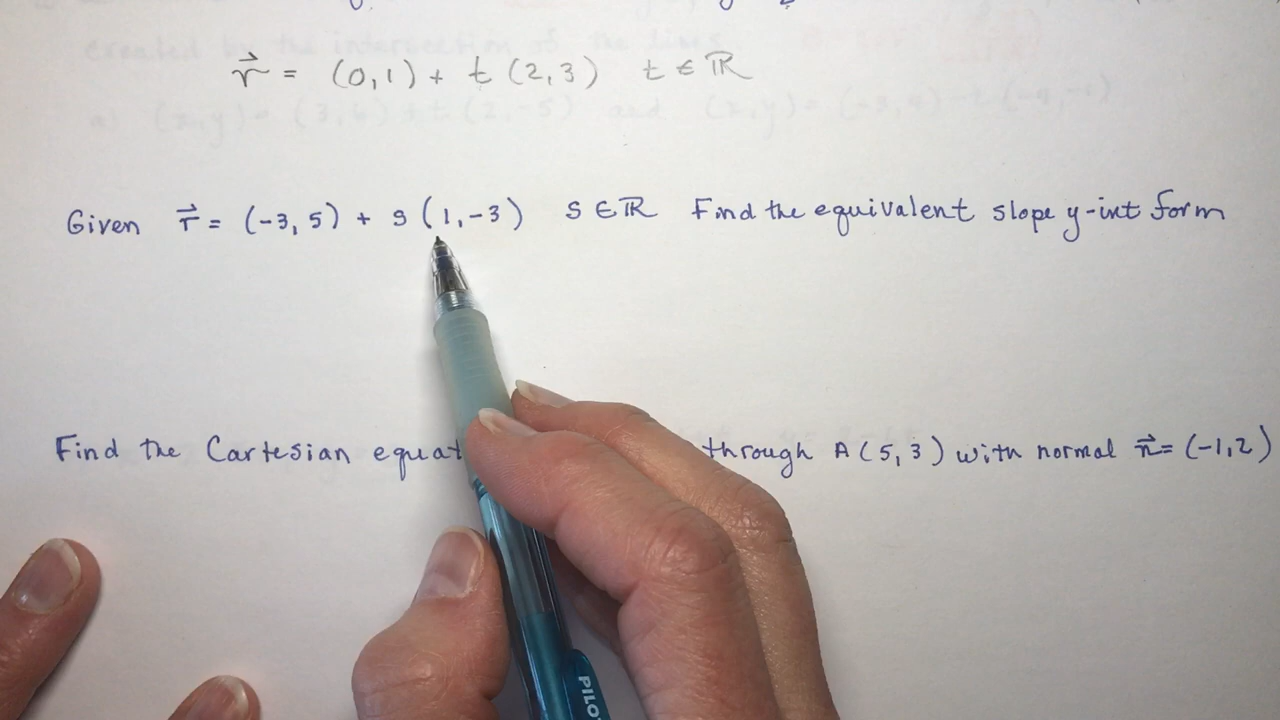 r⃗ = (0,1) + t (2,3) t ∈ ℝ
Given r⃗ = (-3, 5) + s (1, -3) s ∈ ℝ Find the equivalent slope y-int form
Find the Cartesian equat through A(5, 3) with normal n⃗ = (-1,2)
PILO